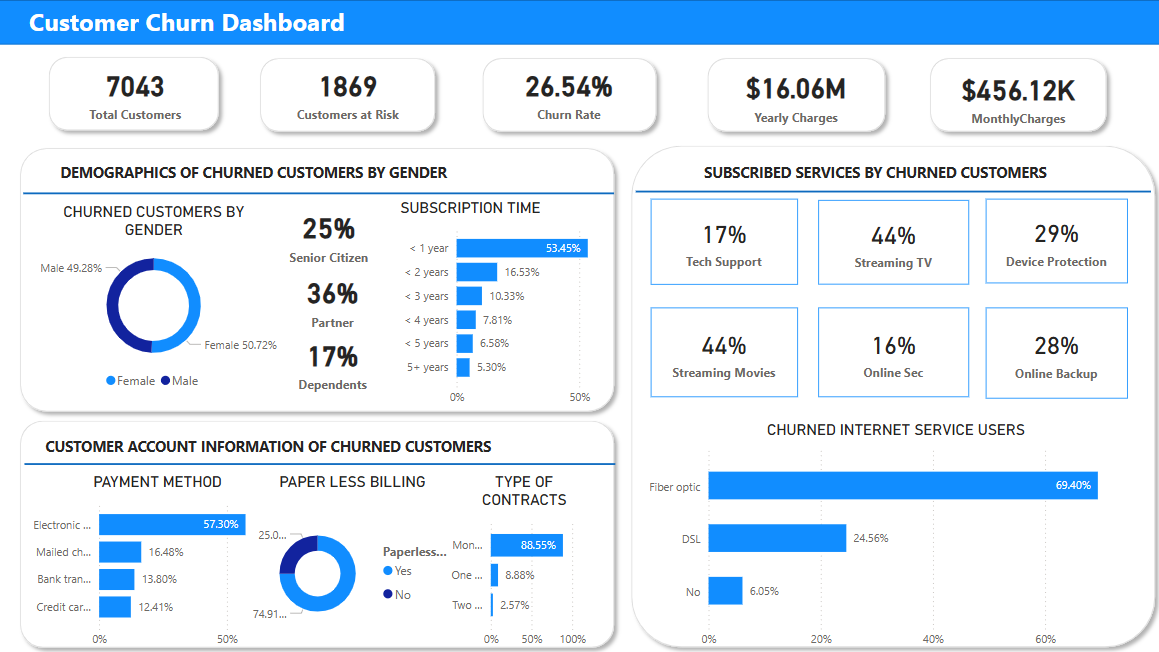 Customer Churn Dashboard
7043
Total Customers
1869
Customers at Risk
26.54%
Churn Rate
$16.06M
Yearly Charges
$456.12K
MonthlyCharges
DEMOGRAPHICS OF CHURNED CUSTOMERS BY GENDER
CHURNED CUSTOMERS BY
GENDER
Male 49.28%
Female 50.72%
Female
Male
25%
Senior Citizen
36%
Partner
17%
Dependents
SUBSCRIPTION TIME
< 1 year 53.45%
< 2 years 16.53%
< 3 years 10.33%
< 4 years 7.81%
< 5 years 6.58%
5+ years 5.30%
0% 50%
CUSTOMER ACCOUNT INFORMATION OF CHURNED CUSTOMERS
PAYMENT METHOD
Electronic ... 57.30%
Mailed ch... 16.48%
Bank tran... 13.80%
Credit car... 12.41%
0% 50%
PAPER LESS BILLING
25.0...
74.91...
Paperless...
Yes
No
TYPE OF
CONTRACTS
Mon... 88.55%
One ... 8.88%
Two ... 2.57%
0% 50% 100%
SUBSCRIBED SERVICES BY CHURNED CUSTOMERS
17%
Tech Support
44%
Streaming TV
29%
Device Protection
44%
Streaming Movies
16%
Online Sec
28%
Online Backup
CHURNED INTERNET SERVICE USERS
Fiber optic 69.40%
DSL 24.56%
No 6.05%
0% 20% 40% 60%